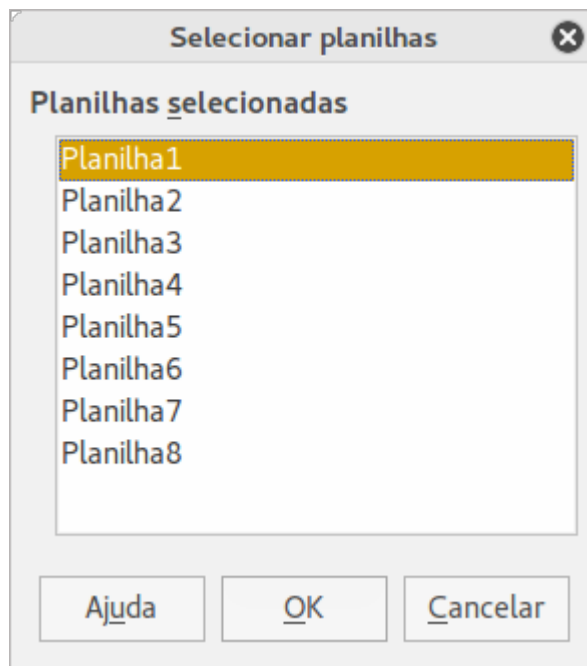 Selecionar planilhas
Planilhas selecionadas
Planilha1
Planilha2
Planilha3
Planilha4
Planilha5
Planilha6
Planilha7
Planilha8
Ajuda OK Cancelar